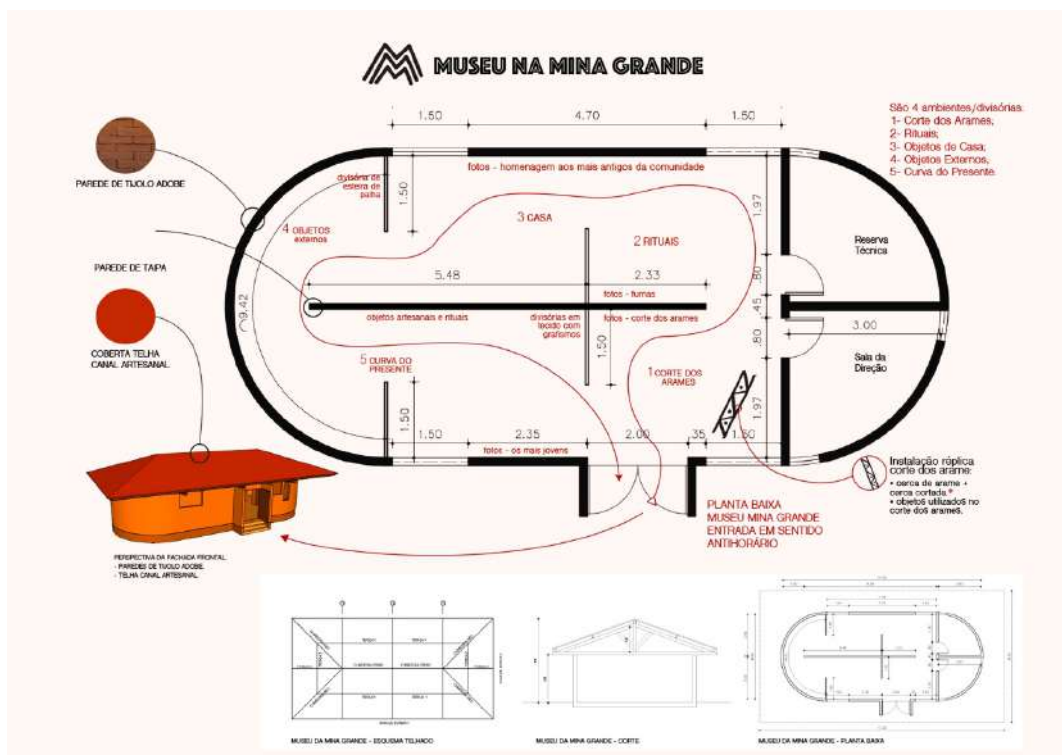 MUSEU NA MINA GRANDE
1.50
4.70
1.50
São 4 ambientes/divisórias:
1- Corte dos Arames;
2- Rituais;
3- Objetos de Casa;
4- Objetos Externos;
5- Curva do Presente.
PAREDE DE TIJOLO ADOBE
divisória de
esteira de
palha
1.50
fotos - homenagem aos mais antigos da comunidade
1.97
4 OBJETOS
externos
3 CASA
2 RITUAIS
Reserva
Técnica
PAREDE DE TAIPA
5.48
2.33
.80
fotos - furnas
9.42
objetos artesanais e rituais
divisórias em
tecido com
grafismos
fotos - corte dos arames
.45
3.00
.80
COBERTA TELHA
CANAL ARTESANAL
5 CURVA DO
PRESENTE
1.50
1 CORTE DOS
ARAMES
Sala da
Direção
1.50
1.97
1.50
2.35
2.00
.35
1.50
fotos - os mais jovens
Instalação réplica
corte dos arame:
• cerca de arame +
cerca cortada.*
• objetos utilizados no
corte dos arames.
PLANTA BAIXA
MUSEU MINA GRANDE
ENTRADA EM SENTIDO
ANTIHORÁRIO
PERSPECTIVA DA FACHADA FRONTAL
- PAREDES DE TIJOLO ADOBE.
- TELHA CANAL ARTESANAL
MUSEU DA MINA GRANDE - ESQUEMA TELHADO
MUSEU DA MINA GRANDE - CORTE
MUSEU DA MINA GRANDE - PLANTA BAIXA